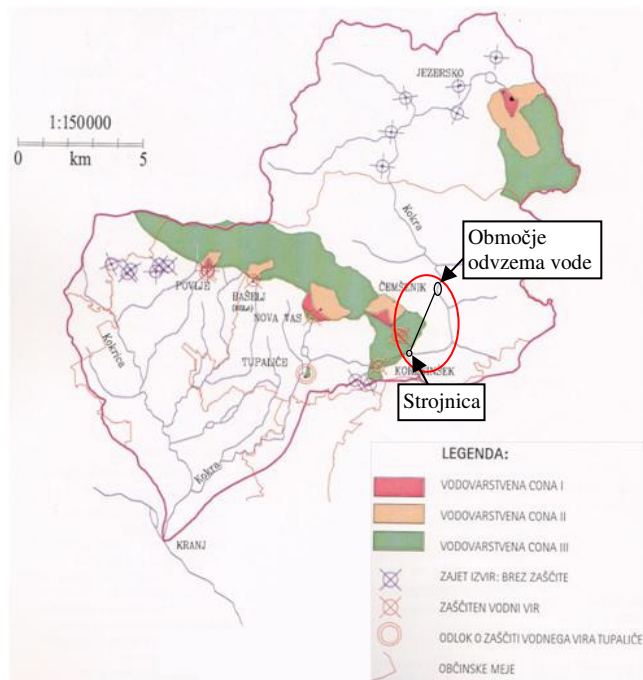 JEZERSKO
1:150000
0 km 5
Kokra
Območje
odvzema vode
ČEMŠENIK
POVLJE
BAŠELJ
NOVA VAS
Kokrica
TUPALIČE
Strojnica
Kokra
KRANJ
LEGENDA:
VODOVARSTVENA CONA I
VODOVARSTVENA CONA II
VODOVARSTVENA CONA III
ZAJET IZVIR: BREZ ZAŠČITE
ZAŠČITEN VODNI VIR
ODLOK O ZAŠČITI VODNEGA VIRA TUPALIČE
OBČINSKE MEJE